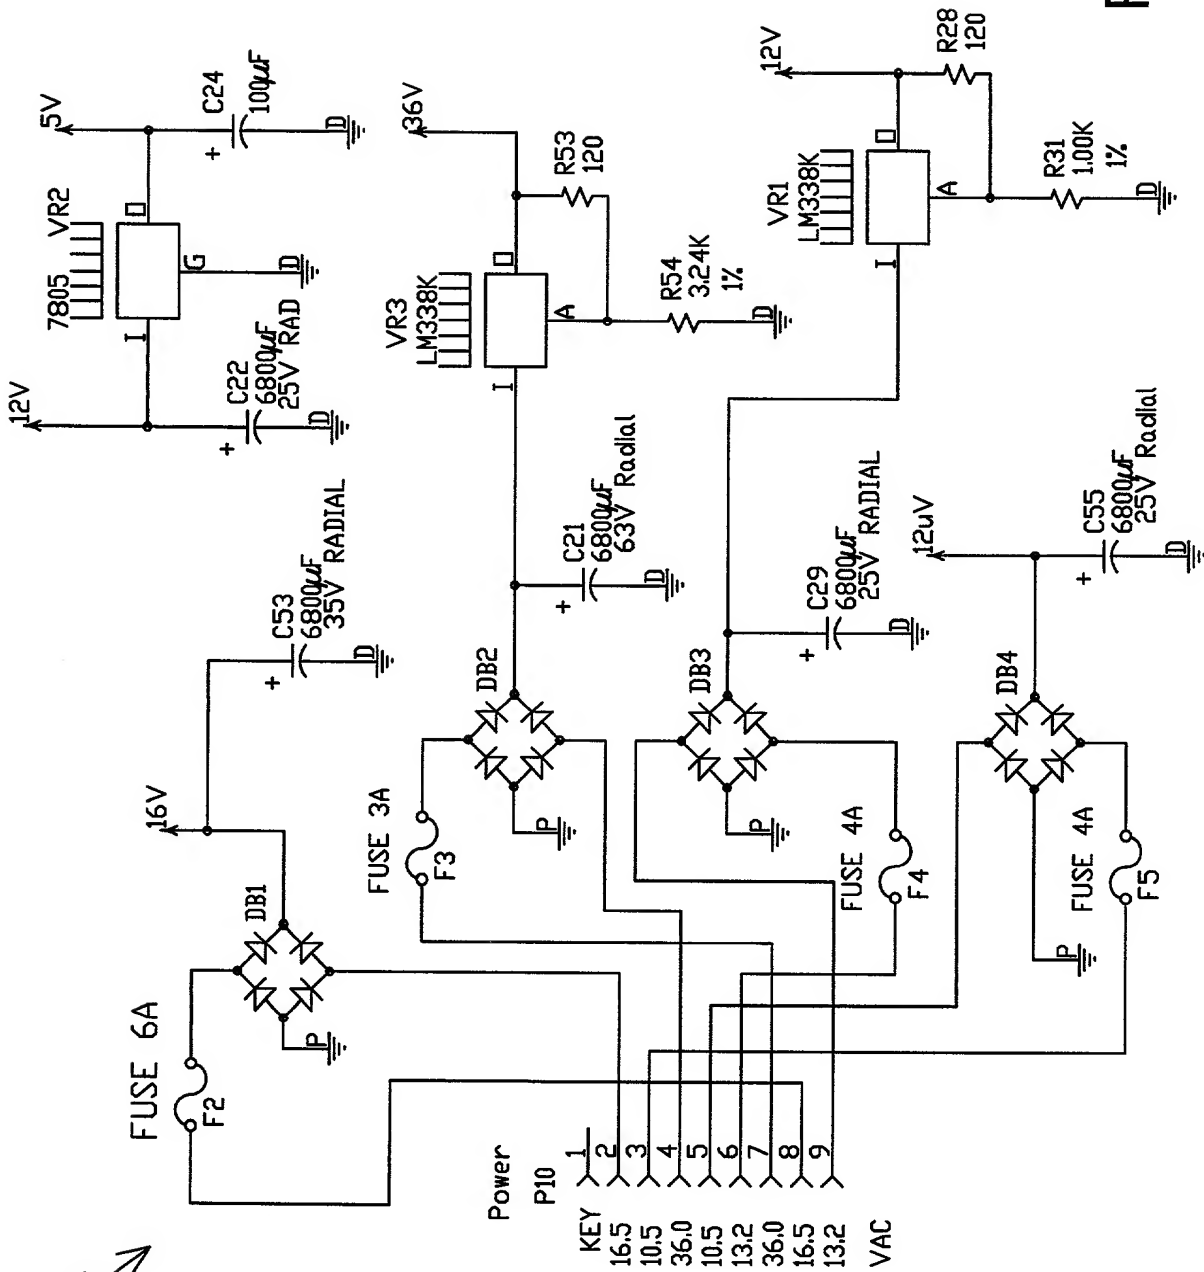 12V
7805
VR2
5V
I
O
G
C22
6800µF
25V RAD
+
D
D
C24
100µF
+
D
16V
C53
6800µF
35V RADIAL
+
D
FUSE 6A
F2
DB1
P
36V
VR3
LM338K
I
O
A
R53
120
R54
3.24K
1%
D
C21
6800µF
63V Radial
+
D
DB2
FUSE 3A
F3
P
12V
VR1
LM338K
I
O
A
R28
120
R31
1.00K
1%
D
C29
6800µF
25V RADIAL
+
D
DB3
FUSE 4A
F4
P
12uV
C55
6800µF
25V Radial
+
D
DB4
FUSE 4A
F5
P
Power
P10
KEY 1
16.5 2
10.5 3
36.0 4
10.5 5
13.2 6
36.0 7
16.5 8
13.2 9
VAC